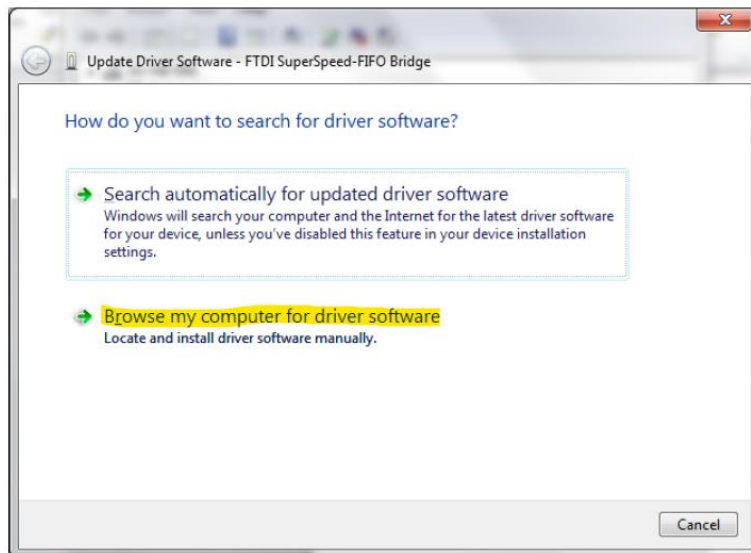 Update Driver Software - FTDI SuperSpeed-FIFO Bridge
How do you want to search for driver software?
Search automatically for updated driver software
Windows will search your computer and the Internet for the latest driver software
for your device, unless you've disabled this feature in your device installation
settings.
Browse my computer for driver software
Locate and install driver software manually.
Cancel